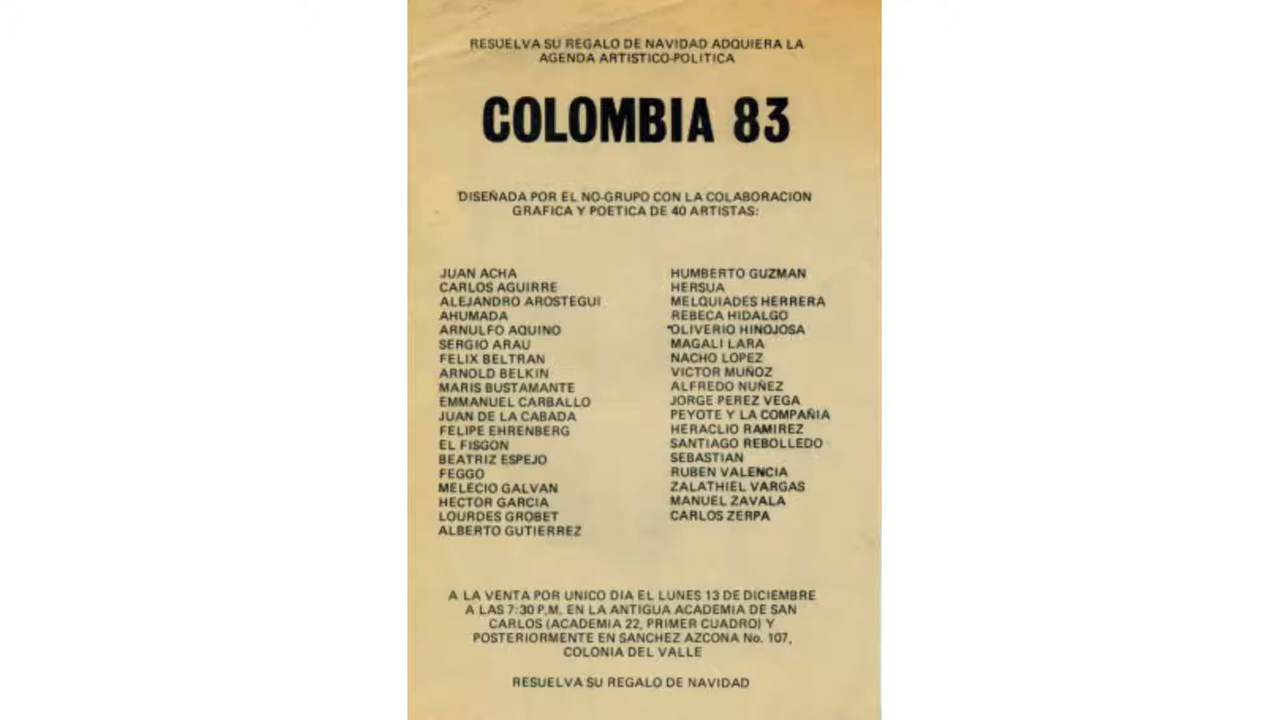 RESUELVA SU REGALO DE NAVIDAD ADQUIERA LA
AGENDA ARTISTICO-POLITICA
COLOMBIA 83
DISEÑADA POR EL NO-GRUPO CON LA COLABORACION
GRAFICA Y POETICA DE 40 ARTISTAS:
JUAN ACHA
CARLOS AGUIRRE
ALEJANDRO AROSTEGUI
AHUMADA
ARNULFO AQUINO
SERGIO ARAU
FELIX BELTRAN
ARNOLD BELKIN
MARIS BUSTAMANTE
EMMANUEL CARBALLO
JUAN DE LA CABADA
FELIPE EHRENBERG
EL FISGON
BEATRIZ ESPEJO
FEGGO
MELECIO GALVAN
HECTOR GARCIA
LOURDES GROBET
ALBERTO GUTIERREZ
HUMBERTO GUZMAN
HERSUA
MELQUIADES HERRERA
REBECA HIDALGO
OLIVERIO HINOJOSA
MAGALI LARA
NACHO LOPEZ
VICTOR MUÑOZ
ALFREDO NUÑEZ
JORGE PEREZ VEGA
PEYOTE Y LA COMPAÑIA
HERACLIO RAMIREZ
SANTIAGO REBOLLEDO
SEBASTIAN
RUBEN VALENCIA
ZALATHIEL VARGAS
MANUEL ZAVALA
CARLOS ZERPA
A LA VENTA POR UNICO DIA EL LUNES 13 DE DICIEMBRE
A LAS 7:30 P.M. EN LA ANTIGUA ACADEMIA DE SAN
CARLOS (ACADEMIA 22, PRIMER CUADRO) Y
POSTERIORMENTE EN SANCHEZ AZCONA No. 107,
COLONIA DEL VALLE
RESUELVA SU REGALO DE NAVIDAD